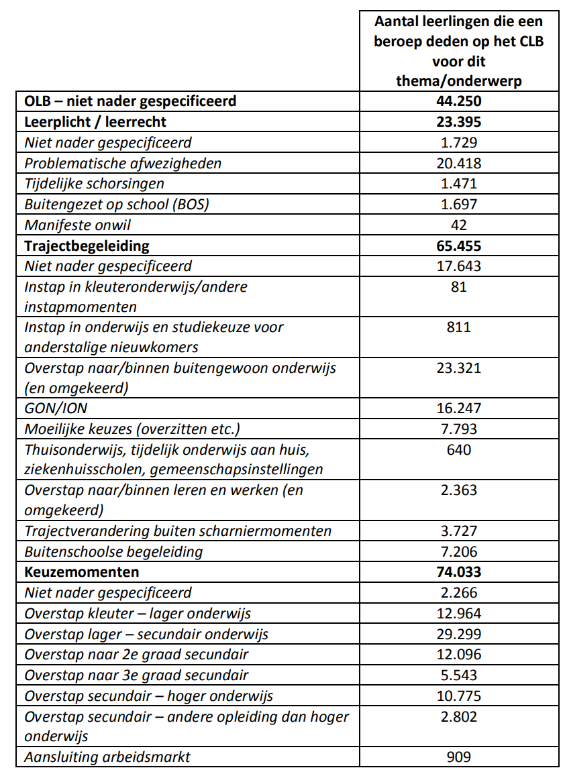 Aantal leerlingen die een
beroep deden op het CLB
voor dit
thema/onderwerp
OLB – niet nader gespecificeerd 44.250
Leerplicht / leerrecht 23.395
Niet nader gespecificeerd 1.729
Problematische afwezigheden 20.418
Tijdelijke schorsingen 1.471
Buitengezet op school (BOS) 1.697
Manifeste onwil 42
Trajectbegeleiding 65.455
Niet nader gespecificeerd 17.643
Instap in kleuteronderwijs/andere 81
instapmomenten
Instap in onderwijs en studiekeuze voor 811
anderstalige nieuwkomers
Overstap naar/binnen buitengewoon onderwijs 23.321
(en omgekeerd)
GON/ION 16.247
Moeilijke keuzes (overzitten etc.) 7.793
Thuisonderwijs, tijdelijk onderwijs aan huis, 640
ziekenhuisscholen, gemeenschapsinstellingen
Overstap naar/binnen leren en werken (en 2.363
omgekeerd)
Trajectverandering buiten scharniermomenten 3.727
Buitenschoolse begeleiding 7.206
Keuzemomenten 74.033
Niet nader gespecificeerd 2.266
Overstap kleuter – lager onderwijs 12.964
Overstap lager – secundair onderwijs 29.299
Overstap naar 2e graad secundair 12.096
Overstap naar 3e graad secundair 5.543
Overstap secundair – hoger onderwijs 10.775
Overstap secundair – andere opleiding dan hoger 2.802
onderwijs
Aansluiting arbeidsmarkt 909